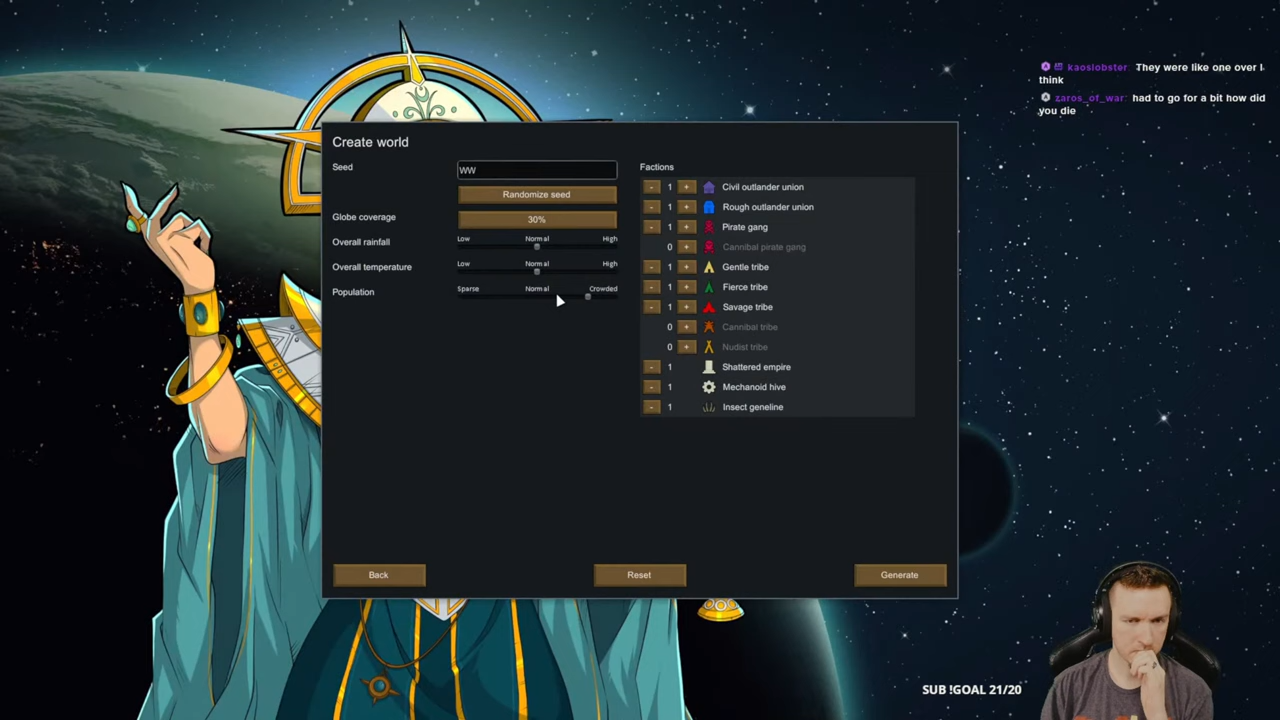 kaoslobster: They were like one over I
think
zaros_of_war: had to go for a bit how did
you die
Create world
Seed
WW
Randomize seed
Globe coverage
30%
Overall rainfall
Low Normal High
Overall temperature
Low Normal High
Population
Sparse Normal Crowded
Factions
- 1 + Civil outlander union
- 1 + Rough outlander union
- 1 + Pirate gang
0 + Cannibal pirate gang
- 1 + Gentle tribe
- 1 + Fierce tribe
- 1 + Savage tribe
0 + Cannibal tribe
0 + Nudist tribe
- 1 Shattered empire
- 1 Mechanoid hive
- 1 Insect geneline
Back
Reset
Generate
SUB !GOAL 21/20